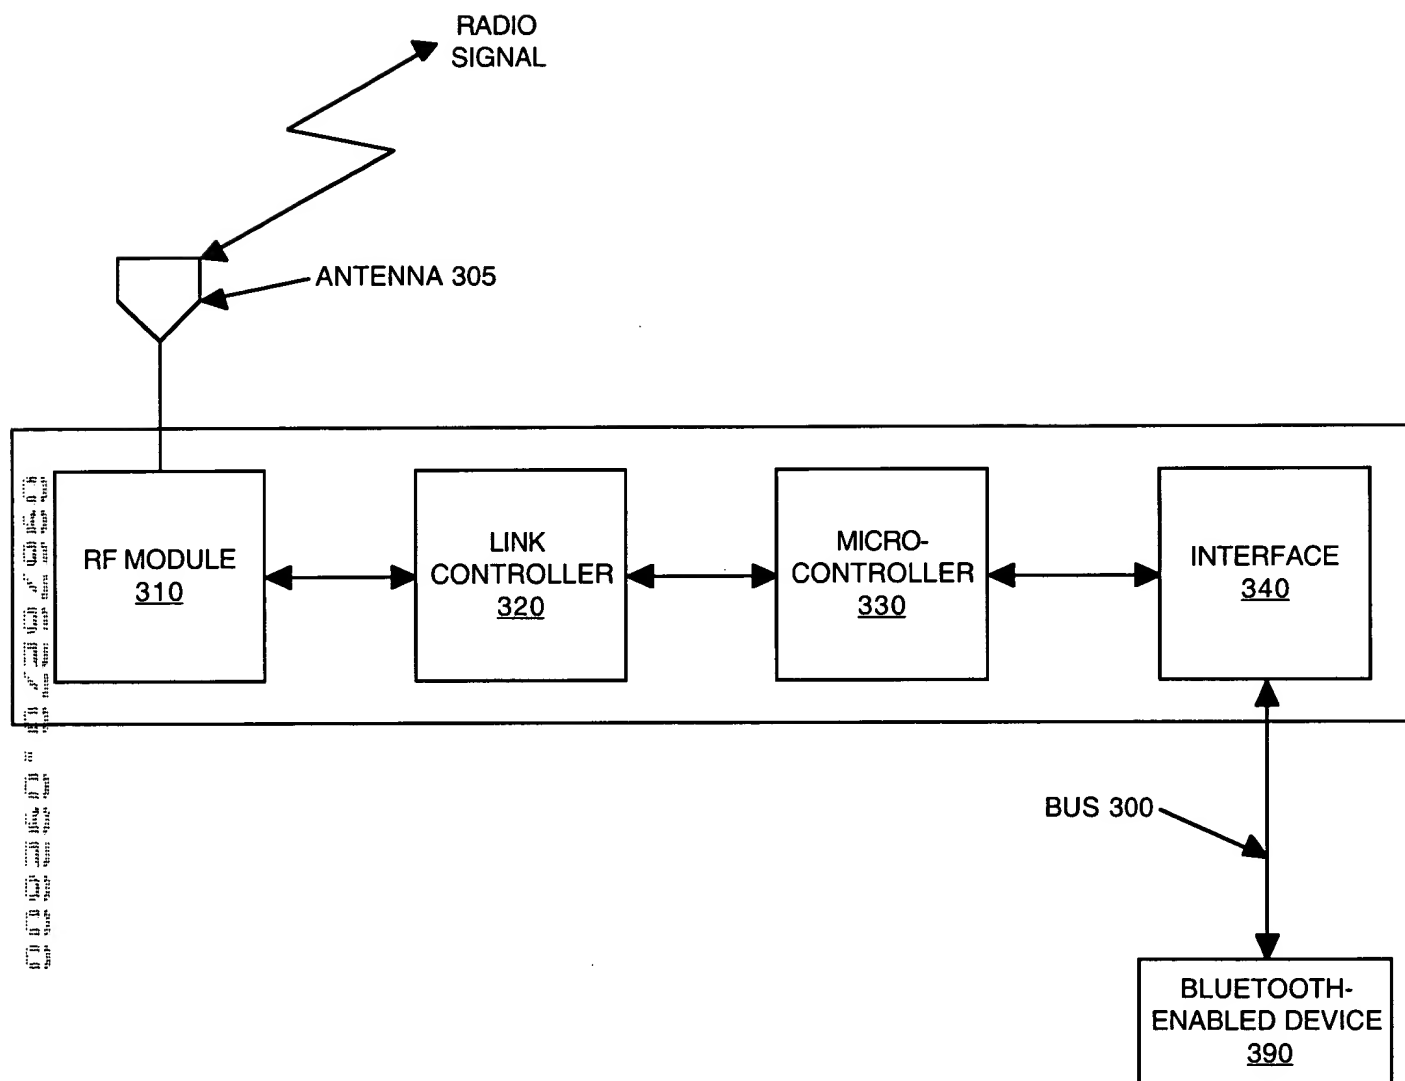 RADIO
SIGNAL
ANTENNA 305
RF MODULE
310
LINK
CONTROLLER
320
MICRO-
CONTROLLER
330
INTERFACE
340
BUS 300
BLUETOOTH-
ENABLED DEVICE
390